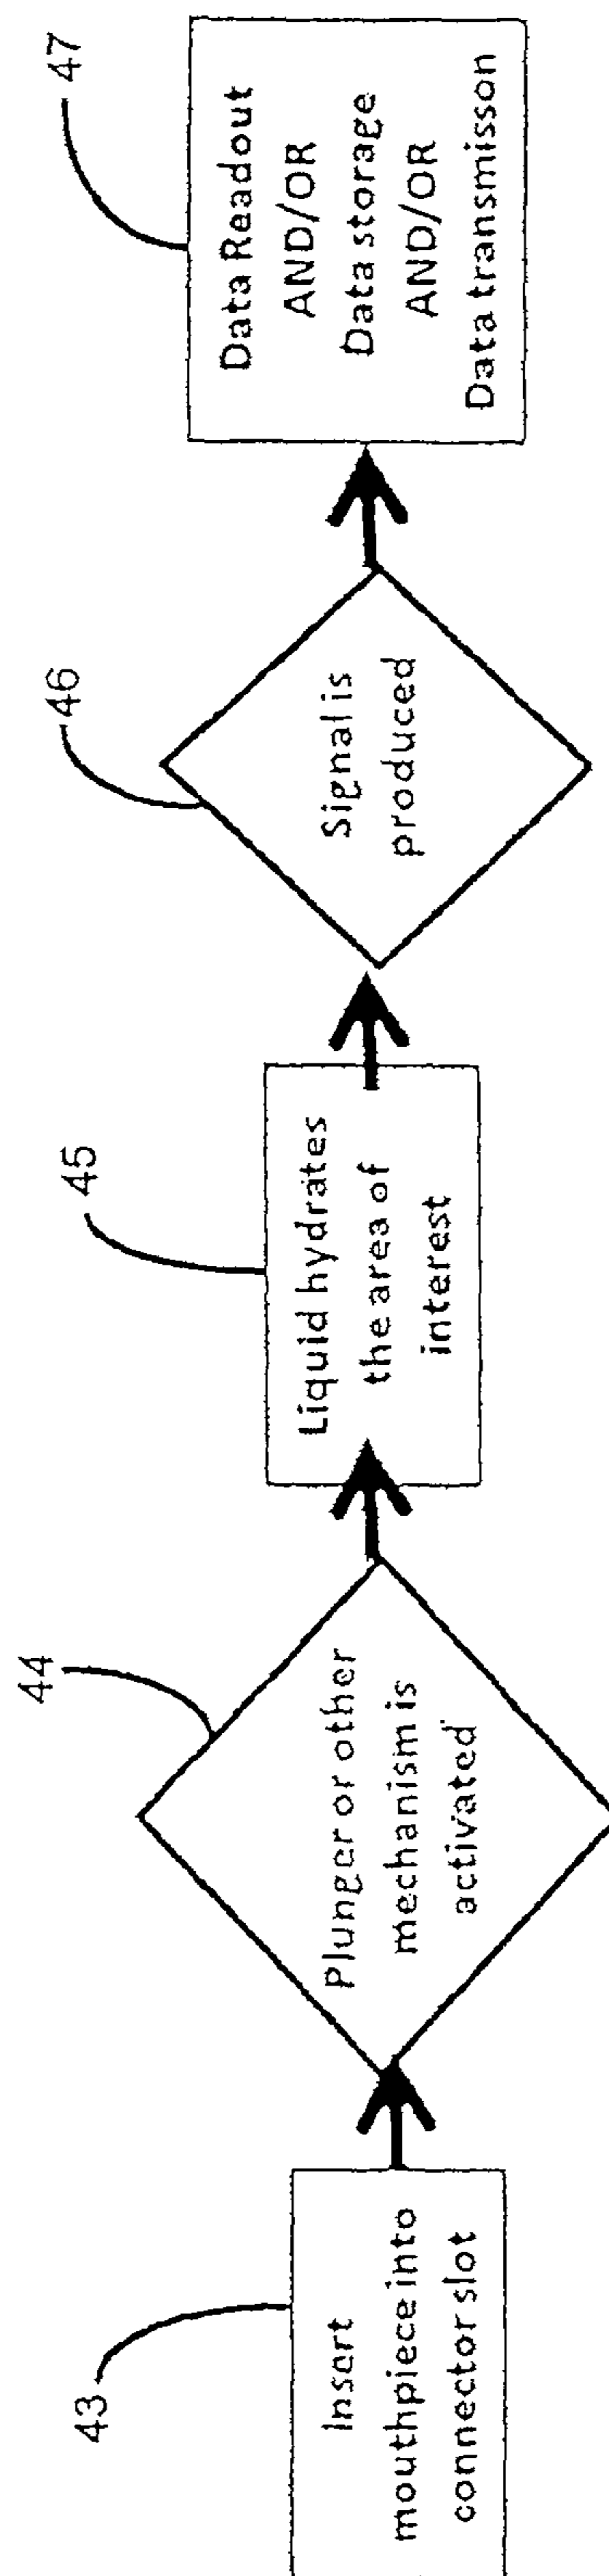 43
Insert
mouthpiece into
connector slot
44
Plunger or other
mechanism is
activated
45
Liquid hydrates
the area of
interest
46
Signal is
produced
47
Data Readout
AND/OR
Data storage
AND/OR
Data transmisson